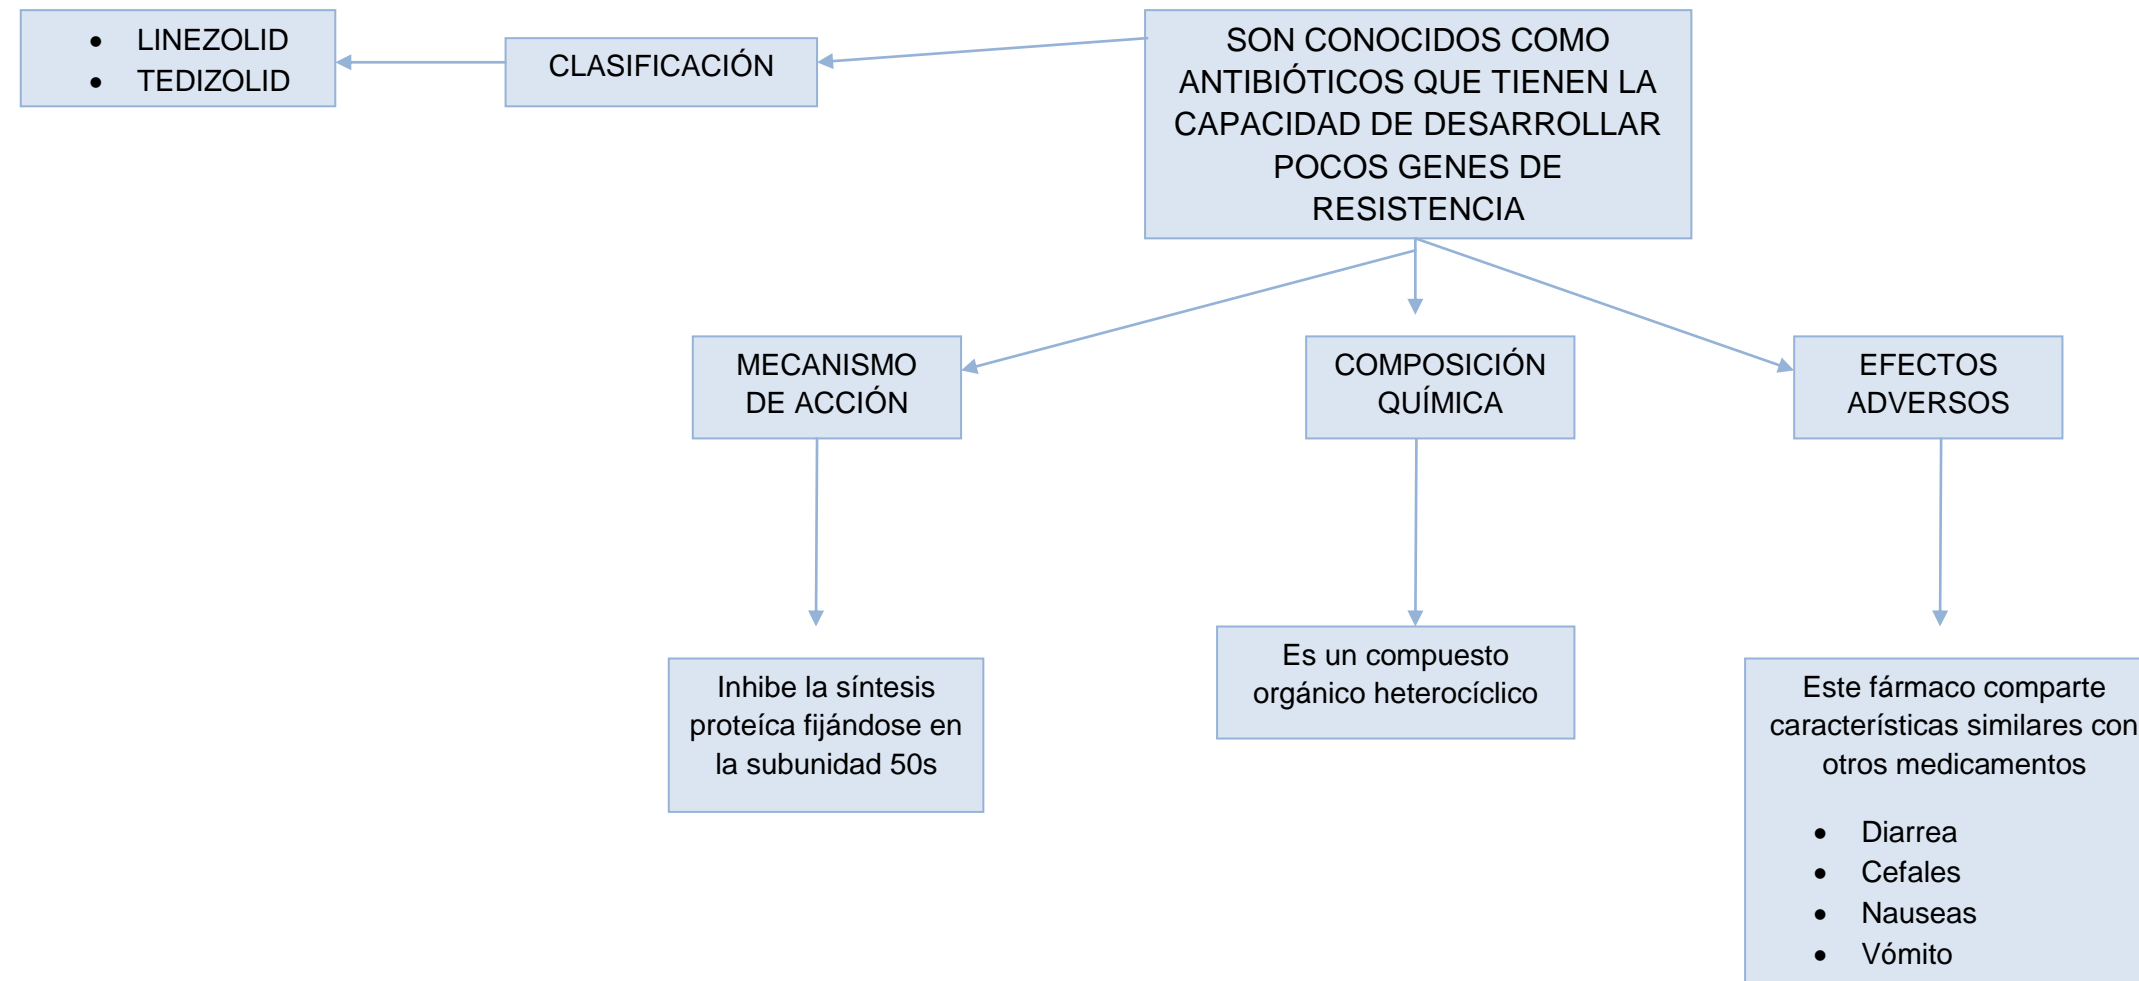 • LINEZOLID
• TEDIZOLID
CLASIFICACIÓN
SON CONOCIDOS COMO
ANTIBIÓTICOS QUE TIENEN LA
CAPACIDAD DE DESARROLLAR
POCOS GENES DE
RESISTENCIA
MECANISMO
DE ACCIÓN
COMPOSICIÓN
QUÍMICA
EFECTOS
ADVERSOS
Inhibe la síntesis
proteíca fijándose en
la subunidad 50s
Es un compuesto
orgánico heterocíclico
Este fármaco comparte
características similares con
otros medicamentos
• Diarrea
• Cefales
• Nauseas
• Vómito